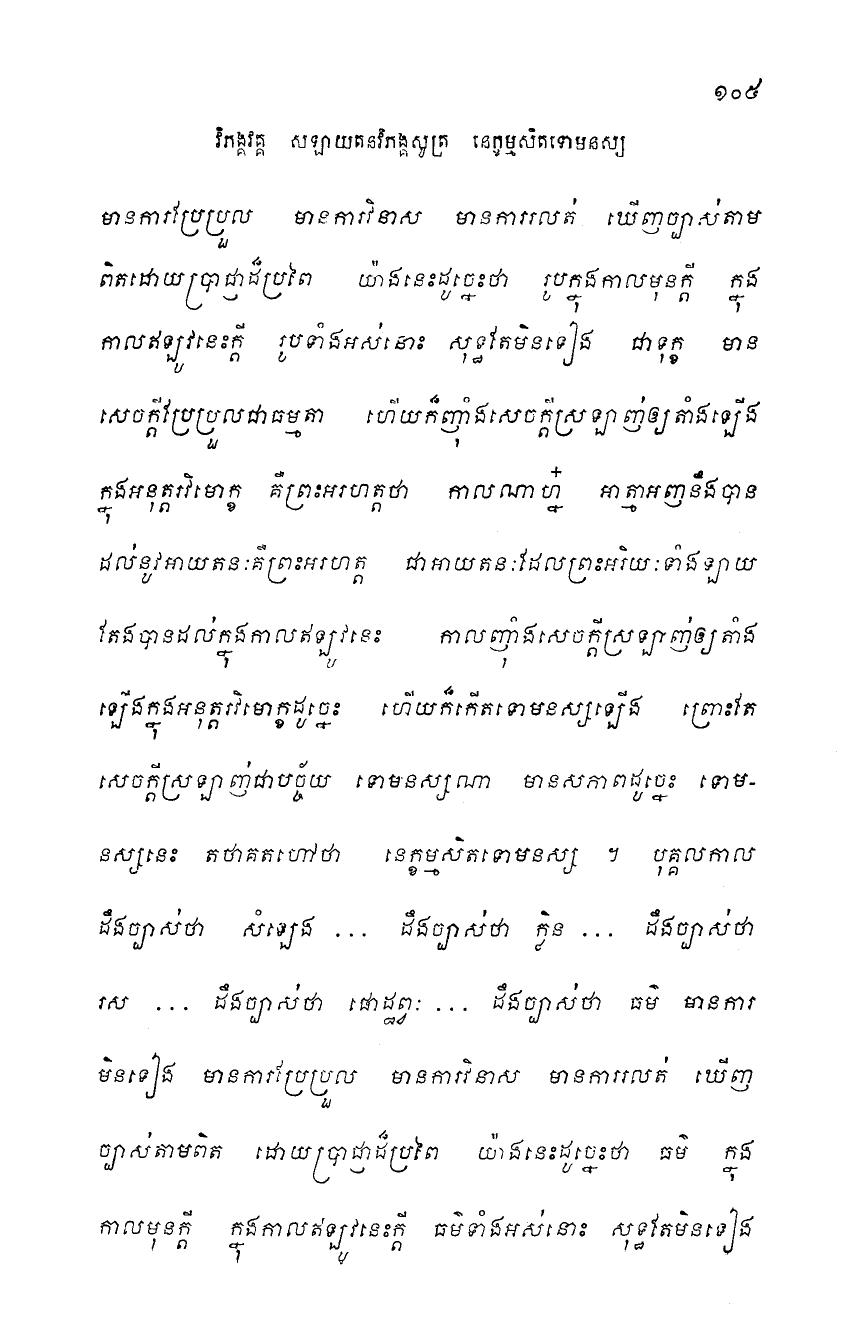 ១០៥
វិភង្គវគ្គ សឡាយតនវិភង្គសូត្រ នេក្ខម្មសិតទោមនស្ស
មានការប្រែប្រួល មានការវិនាស មានការរលត់ ឃើញច្បាស់តាម
ពិតដោយប្រាជ្ញាដ៏ប្រពៃ យ៉ាងនេះដូច្នេះថា រូបក្នុងកាលមុនក្តី ក្នុង
កាលឥឡូវនេះក្តី រូបទាំងអស់នោះ សុទ្ធតែមិនទៀង ជាទុក្ខ មាន
សេចក្តីប្រែប្រួលជាធម្មតា ហើយក៏ញ៉ាំងសេចក្តីស្រឡាញ់ឲ្យតាំងឡើង
ក្នុងអនុត្តរវិមោក្ខ គឺព្រះអរហត្តថា កាលណាហ្ន៎ អាត្មាអញនឹងបាន
ដល់នូវអាយតនៈគឺព្រះអរហត្ត ជាអាយតនៈដែលព្រះអរិយៈទាំងឡាយ
តែងបានដល់ក្នុងកាលឥឡូវនេះ កាលញ៉ាំងសេចក្តីស្រឡាញ់ឲ្យតាំង
ឡើងក្នុងអនុត្តរវិមោក្ខដូច្នេះ ហើយក៏កើតទោមនស្សឡើង ព្រោះតែ
សេចក្តីស្រឡាញ់ជាបច្ច័យ ទោមនស្សណា មានសភាពដូច្នេះ ទោម-
នស្សនេះ តថាគតហៅថា នេក្ខម្មសិតទោមនស្ស ។ បុគ្គលកាល
ដឹងច្បាស់ថា សំឡេង ... ដឹងច្បាស់ថា ក្លិន ... ដឹងច្បាស់ថា
រស ... ដឹងច្បាស់ថា ផោដ្ឋព្វៈ ... ដឹងច្បាស់ថា ធម៌ មានការ
មិនទៀង មានការប្រែប្រួល មានការវិនាស មានការរលត់ ឃើញ
ច្បាស់តាមពិត ដោយប្រាជ្ញាដ៏ប្រពៃ យ៉ាងនេះដូច្នេះថា ធម៌ ក្នុង
កាលមុនក្តី ក្នុងកាលឥឡូវនេះក្តី ធម៌ទាំងអស់នោះ សុទ្ធតែមិនទៀង